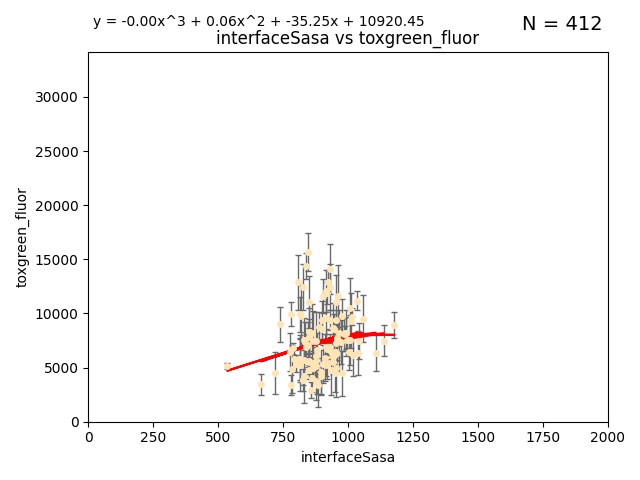 y = -0.00x^3 + 0.06x^2 + -35.25x + 10920.45
N = 412
interfaceSasa vs toxgreen_fluor
30000
25000
20000
15000
10000
5000
0
toxgreen_fluor
0 250 500 750 1000 1250 1500 1750 2000
interfaceSasa